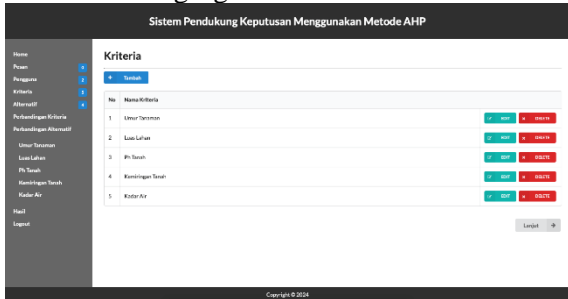 Sistem Pendukung Keputusan Menggunakan Metode AHP
Home
Pesan
Pengguna
Kriteria
Alternatif
Perbandingan Kriteria
Perbandingan Alternatif
Umur Tanaman
Luas Lahan
Ph Tanah
Kemiringan Tanah
Kadar Air
Hasil
Logout
Kriteria
+ Tambah
No Nama Kriteria
1 Umur Tanaman EDIT DELETE
2 Luas Lahan EDIT DELETE
3 Ph Tanah EDIT DELETE
4 Kemiringan Tanah EDIT DELETE
5 Kadar Air EDIT DELETE
Lanjut
Copyright © 2024